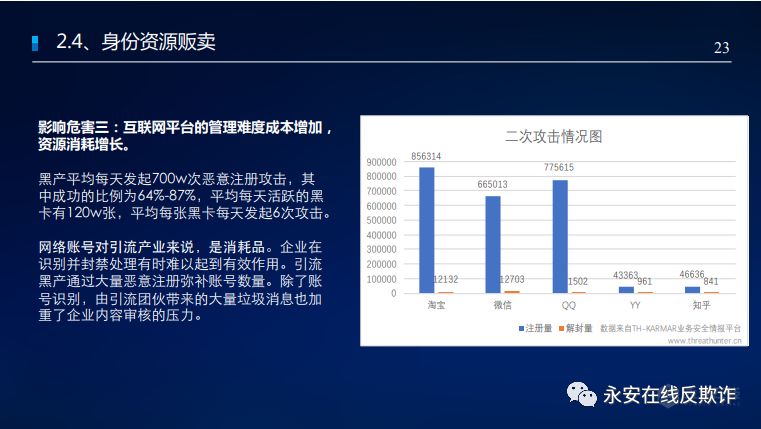 2.4、身份资源贩卖
23
影响危害三：互联网平台的管理难度成本增加，
资源消耗增长。
黑产平均每天发起700w次恶意注册攻击，其
中成功的比例为64%-87%，平均每天活跃的黑
卡有120w张，平均每张黑卡每天发起6次攻击。
网络账号对引流产业来说，是消耗品。企业在
识别并封禁处理有时难以起到有效作用。引流
黑产通过大量恶意注册弥补账号数量。除了账
号识别，由引流团伙带来的大量垃圾消息也加
重了企业内容审核的压力。
二次攻击情况图
900000
800000
700000
600000
500000
400000
300000
200000
100000
0
856314
665013
775615
43363
46636
12132
12703
1502
961
841
淘宝
微信
QQ
YY
知乎
注册量 解封量 数据来自TH-KARMAR业务安全情报平台
www.threathunter.cn
永安在线反欺诈